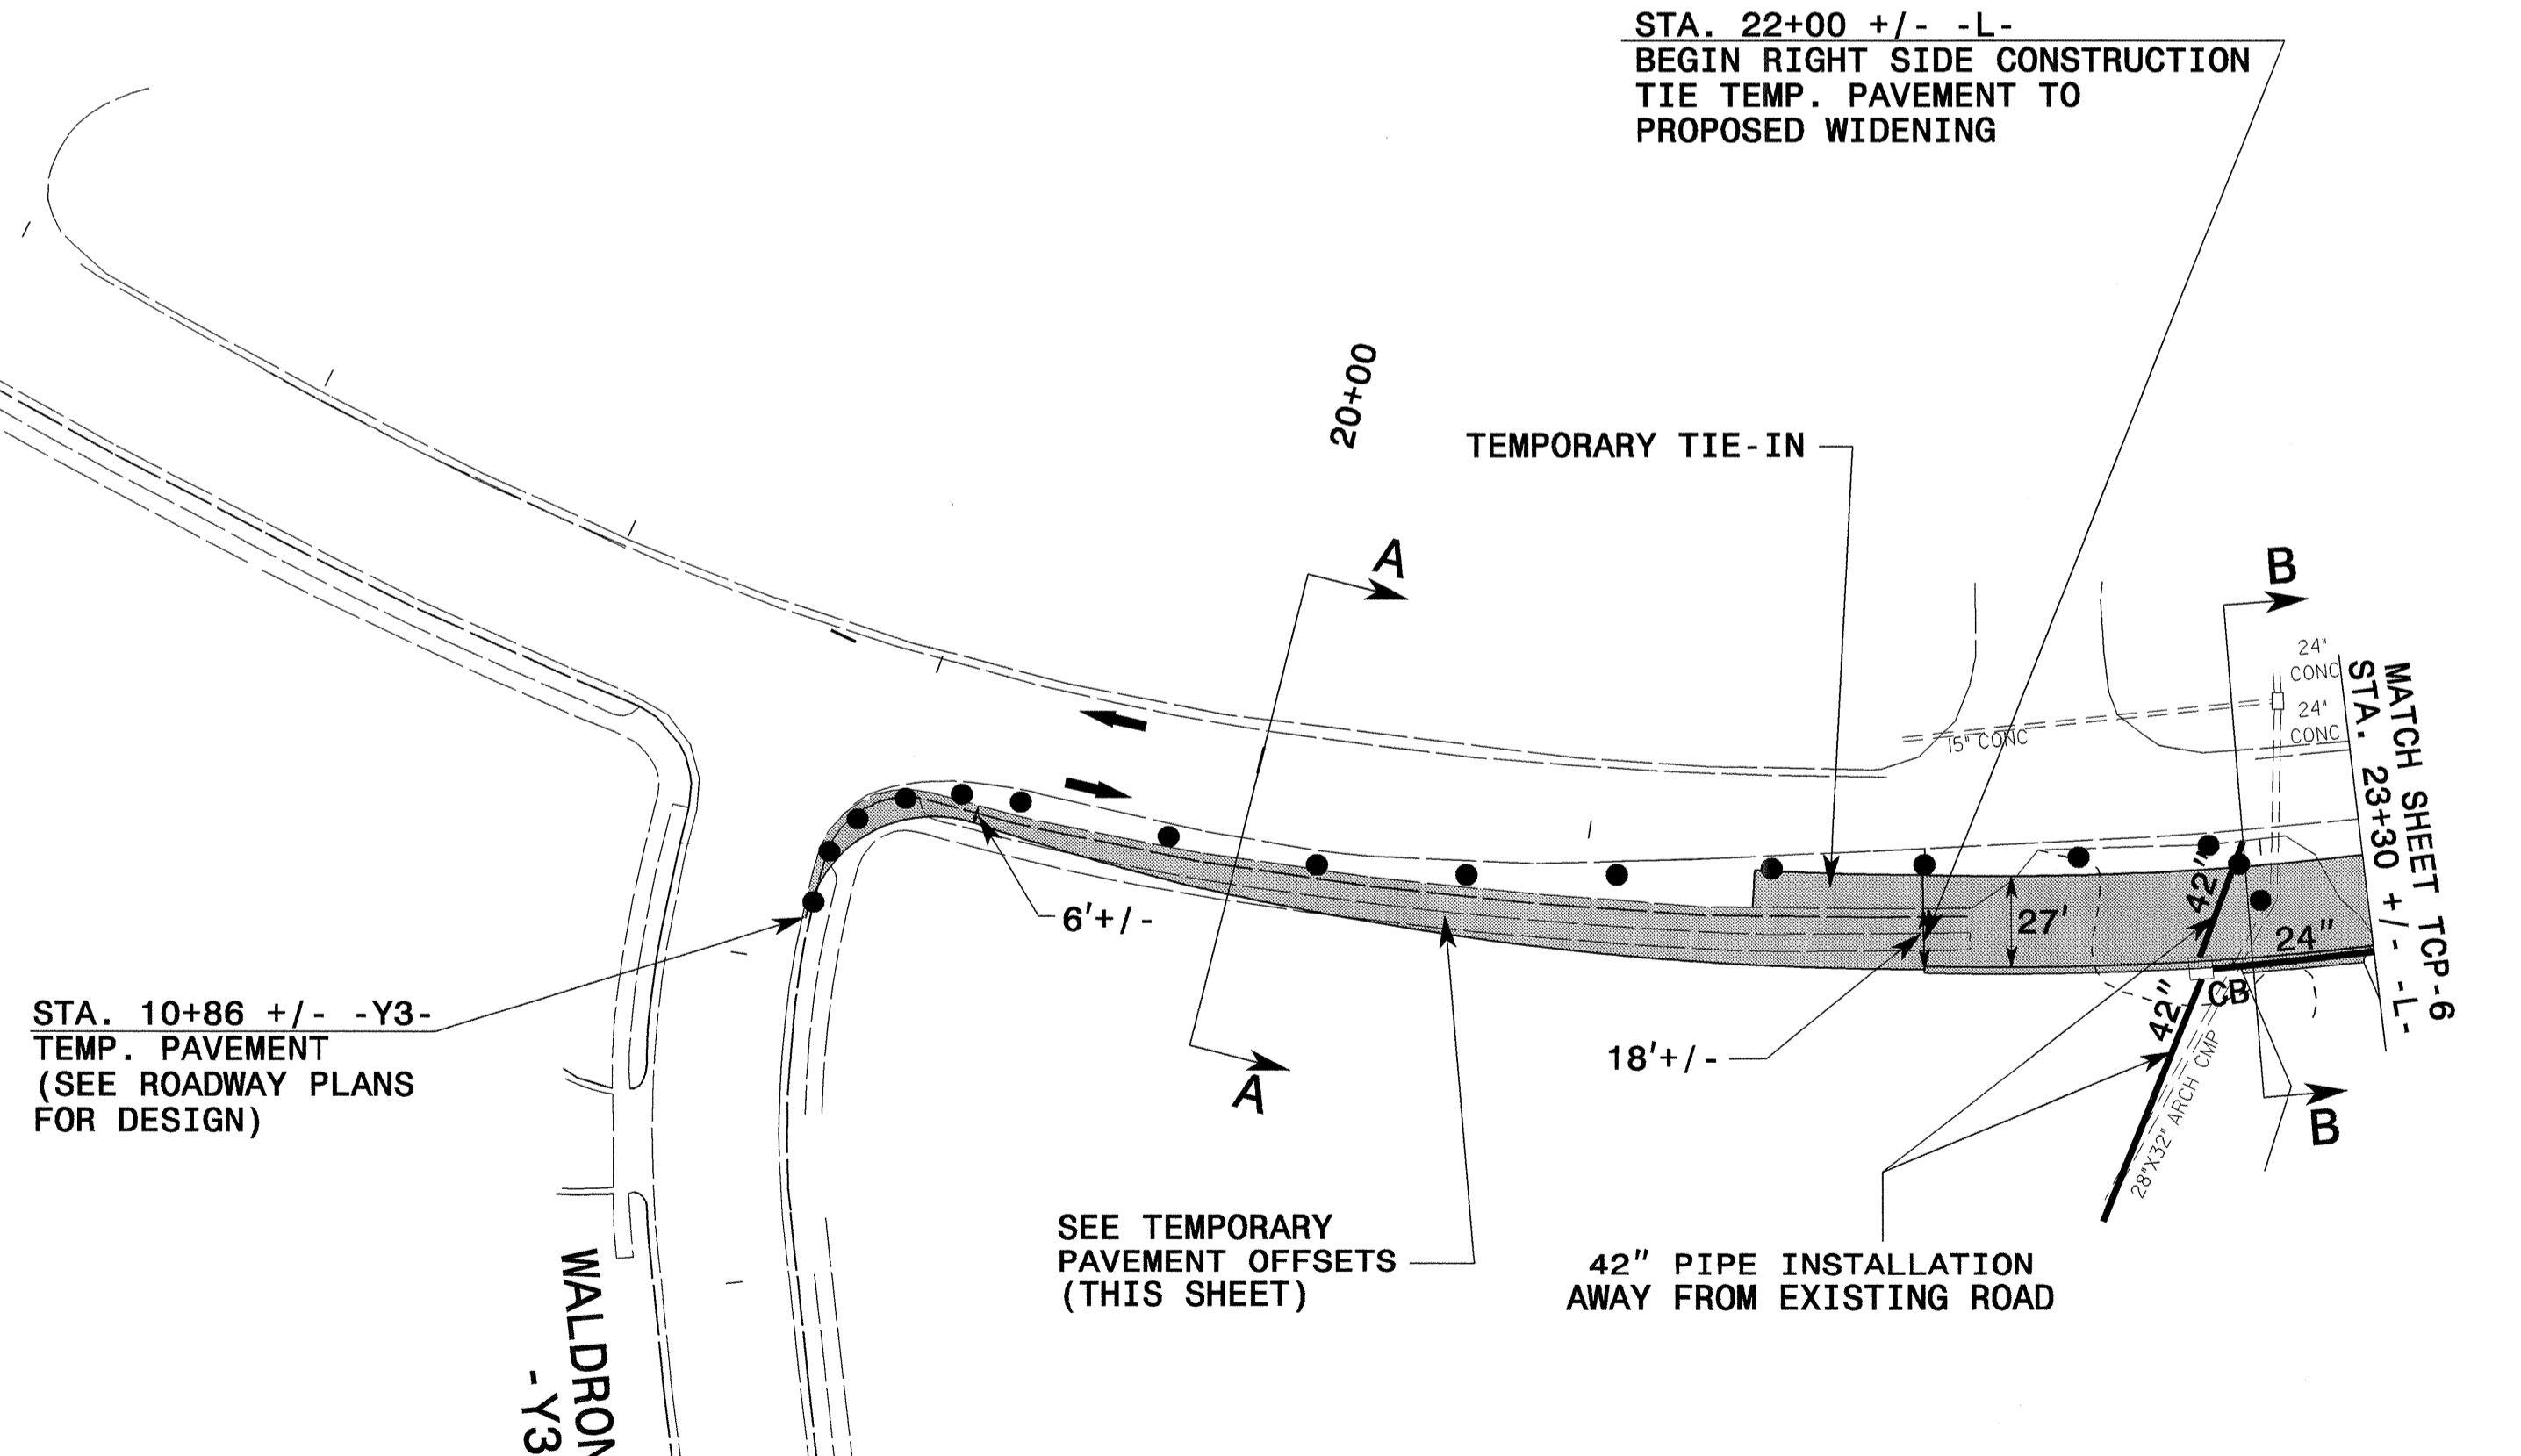 STA. 22+00 +/- -L-
BEGIN RIGHT SIDE CONSTRUCTION
TIE TEMP. PAVEMENT TO
PROPOSED WIDENING
20+00
TEMPORARY TIE-IN
A
B
24"
CONC
24"
CONC
15" CONC
MATCH SHEET TCP-6
STA. 23+30 +/- -L-
6'+/-
42"
27'
24"
STA. 10+86 +/- -Y3-
TEMP. PAVEMENT
(SEE ROADWAY PLANS
FOR DESIGN)
18'+/-
42"
CB
28"X32" ARCH CMP
A
B
SEE TEMPORARY
PAVEMENT OFFSETS
(THIS SHEET)
42" PIPE INSTALLATION
AWAY FROM EXISTING ROAD
WALDRON
-Y3